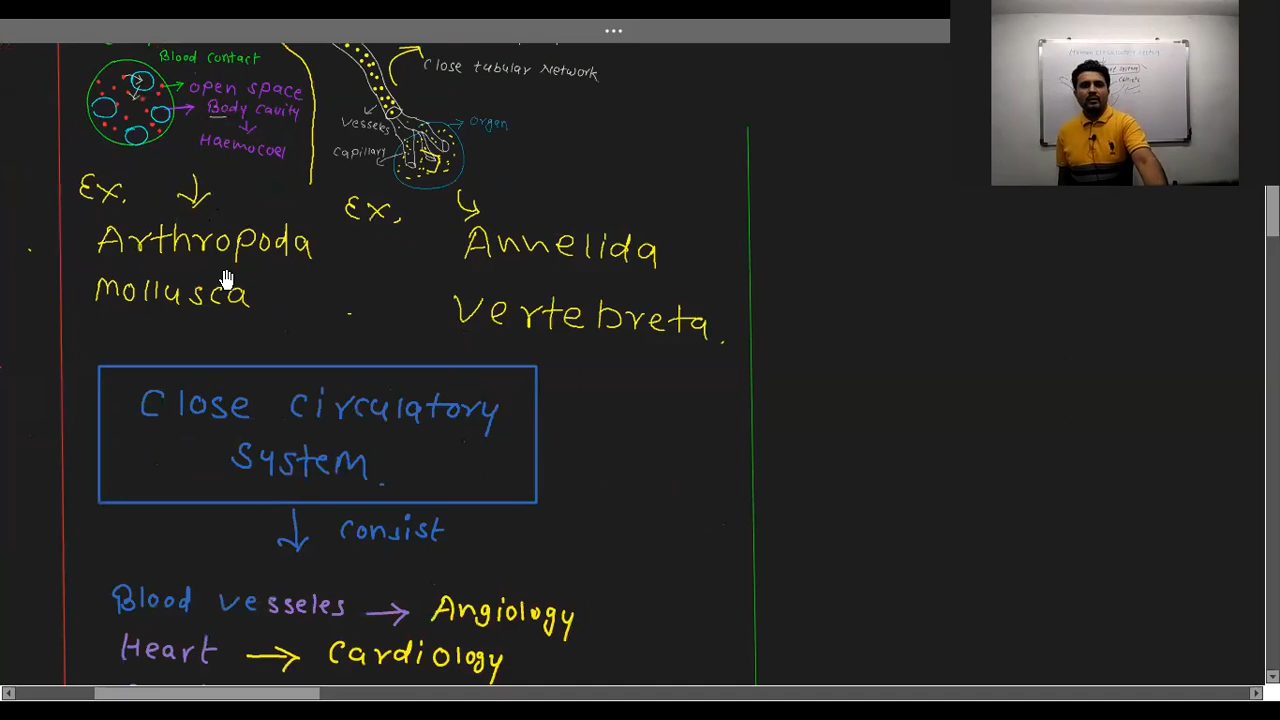 Blood contact
open space
Body cavity
Haemocoel
Close tubular Network
vesseles
capillary
organ
Ex.
Arthropoda
Mollusca
Ex.
Annelida
Vertebreta.
Close circulatory
System.
consist
Blood vesseles → Angiology
Heart → cardiology